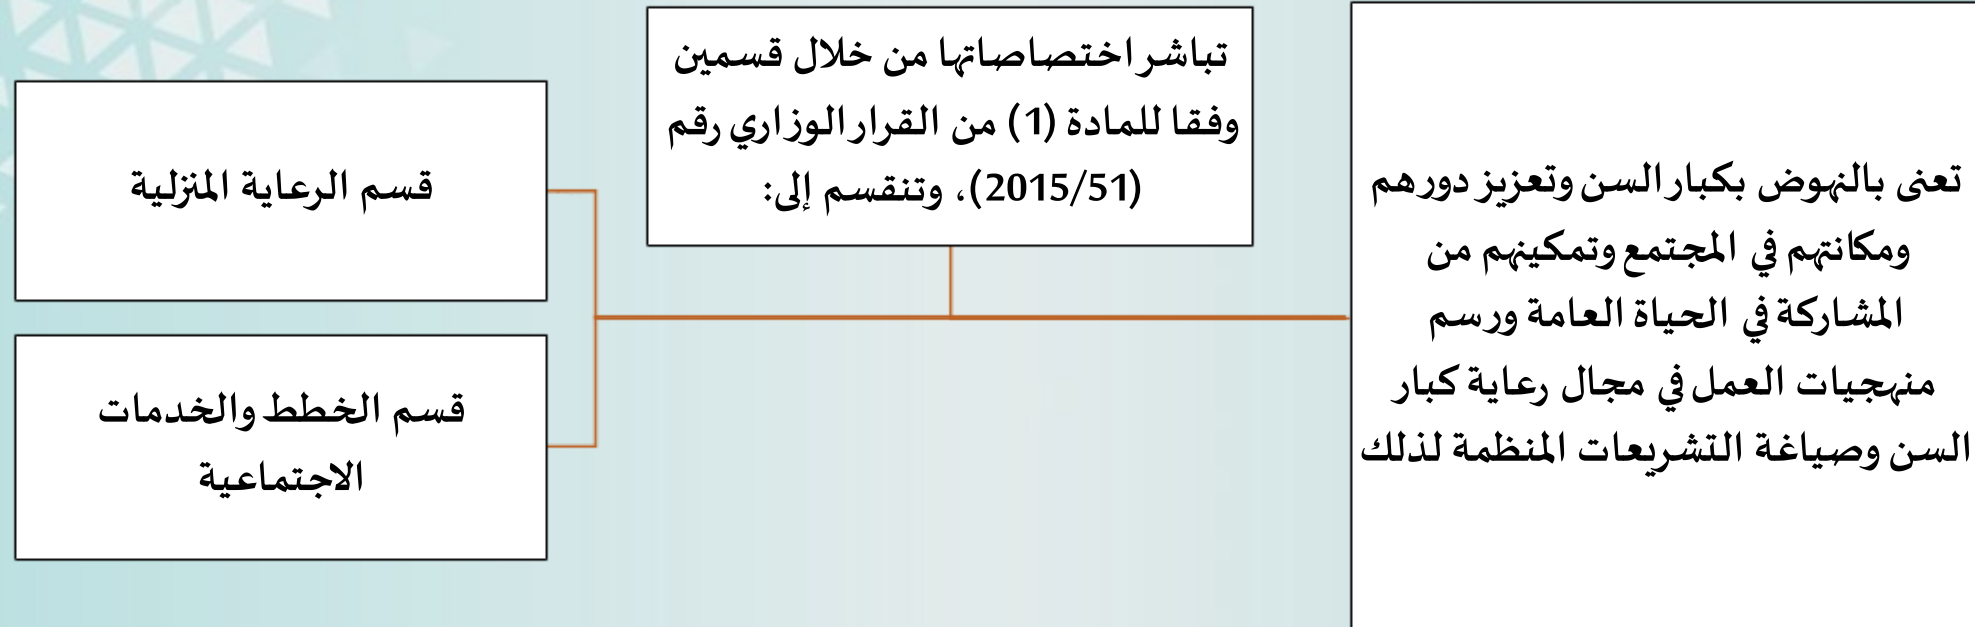 تعنى بالنهوض بكبار السن وتعزيز دورهم
ومكانتهم في المجتمع وتمكينهم من
المشاركة في الحياة العامة ورسم
منهجيات العمل في مجال رعاية كبار
السن وصياغة التشريعات المنظمة لذلك
تباشر اختصاصاتها من خلال قسمين
وفقا للمادة (1) من القرار الوزاري رقم
(2015/51)، وتنقسم إلى:
قسم الرعاية المنزلية
قسم الخطط والخدمات
الاجتماعية